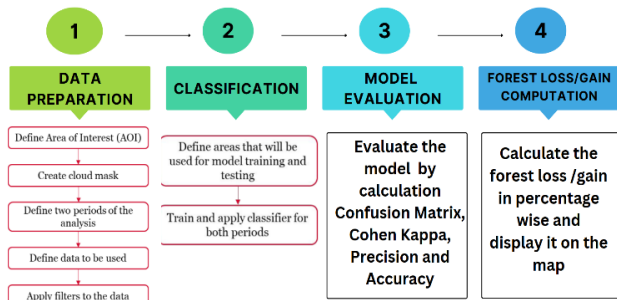 1
2
3
4
DATA
PREPARATION
CLASSIFICATION
MODEL
EVALUATION
FOREST LOSS/GAIN
COMPUTATION
Define Area of Interest (AOI)
Create cloud mask
Define two periods of the
analysis
Define data to be used
Apply filters to the data
Define areas that will be
used for model training and
testing
Train and apply classifier for
both periods
Evaluate the
model by
calculation
Confusion Matrix,
Cohen Kappa,
Precision and
Accuracy
Calculate the
forest loss /gain
in percentage
wise and
display it on the
map